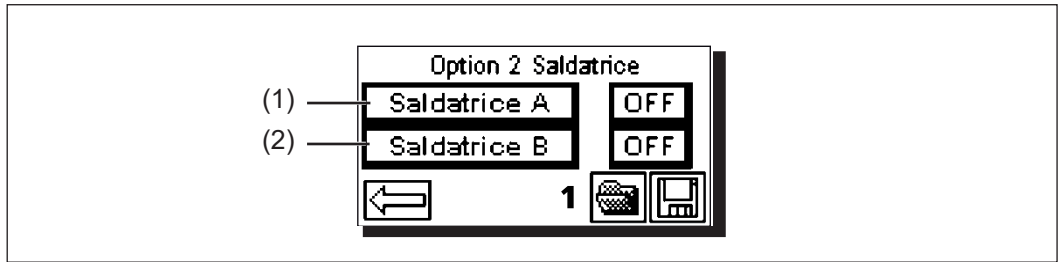 Option 2 Saldatrice
(1) Saldatrice A OFF
(2) Saldatrice B OFF
1